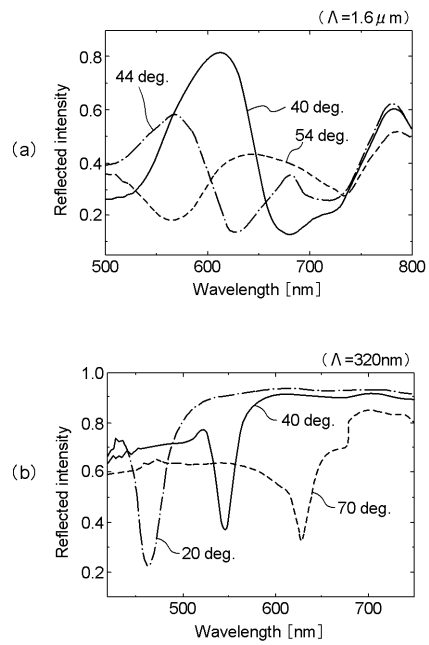 (Λ=1.6μm)
(a)
Reflected intensity
0.8
0.6
0.4
0.2
44 deg.
40 deg.
54 deg.
500 600 700 800
Wavelength [nm]
(Λ=320nm)
(b)
Reflected intensity
1.0
0.8
0.6
0.4
0.2
40 deg.
70 deg.
20 deg.
500 600 700
Wavelength [nm]